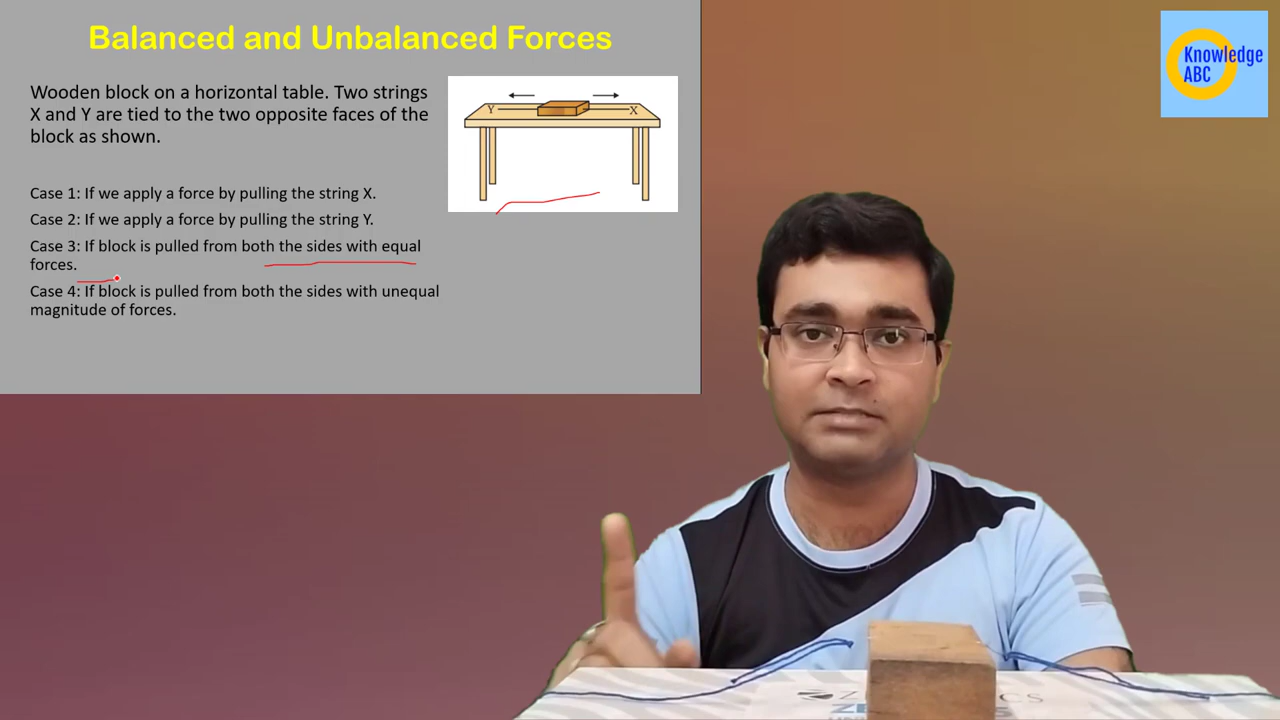 Balanced and Unbalanced Forces
Knowledge
ABC
Wooden block on a horizontal table. Two strings
X and Y are tied to the two opposite faces of the
block as shown.
Y
X
Case 1: If we apply a force by pulling the string X.
Case 2: If we apply a force by pulling the string Y.
Case 3: If block is pulled from both the sides with equal
forces.
Case 4: If block is pulled from both the sides with unequal
magnitude of forces.